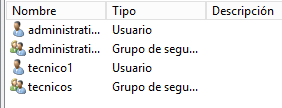 Nombre Tipo Descripción
administrati... Usuario
administrati... Grupo de segu...
tecnico1 Usuario
tecnicos Grupo de segu...